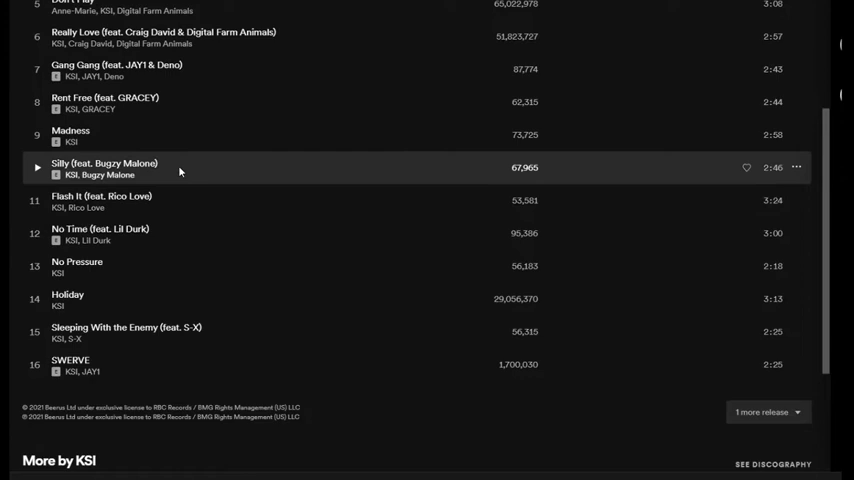 5 Don't Play 65,022,978 3:08
Anne-Marie, KSI, Digital Farm Animals
6 Really Love (feat. Craig David & Digital Farm Animals) 51,823,727 2:57
KSI, Craig David, Digital Farm Animals
7 Gang Gang (feat. JAY1 & Deno) 87,774 2:43
E KSI, JAY1, Deno
8 Rent Free (feat. GRACEY) 62,315 2:44
E KSI, GRACEY
9 Madness 73,725 2:58
E KSI
Silly (feat. Bugzy Malone) 67,965 2:46
E KSI, Bugzy Malone
11 Flash It (feat. Rico Love) 53,581 3:24
KSI, Rico Love
12 No Time (feat. Lil Durk) 95,386 3:00
E KSI, Lil Durk
13 No Pressure 56,183 2:18
KSI
14 Holiday 29,056,370 3:13
KSI
15 Sleeping With the Enemy (feat. S-X) 56,315 2:25
KSI, S-X
16 SWERVE 1,700,030 2:25
E KSI, JAY1
© 2021 Beerus Ltd under exclusive license to RBC Records / BMG Rights Management (US) LLC
℗ 2021 Beerus Ltd under exclusive license to RBC Records / BMG Rights Management (US) LLC
1 more release
More by KSI
SEE DISCOGRAPHY